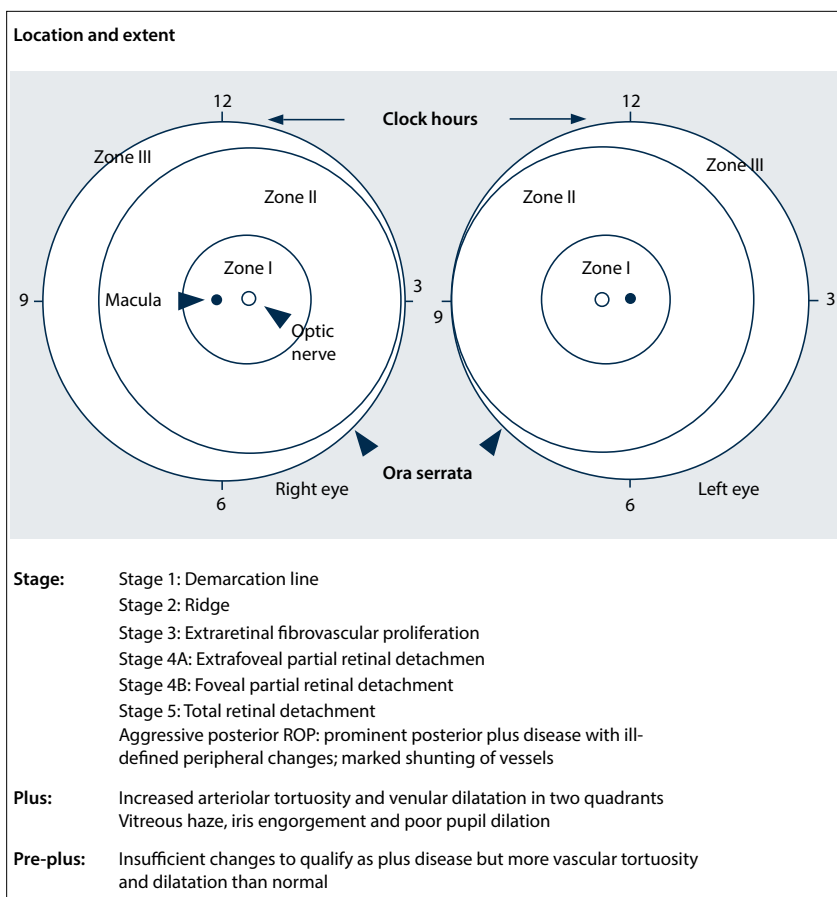 Location and extent
12
12
Clock hours
Zone III
Zone III
Zone II
Zone II
Zone I
Zone I
9
Macula
3
9
3
Optic
nerve
Ora serrata
6
Right eye
6
Left eye
Stage: Stage 1: Demarcation line
Stage 2: Ridge
Stage 3: Extraretinal fibrovascular proliferation
Stage 4A: Extrafoveal partial retinal detachmen
Stage 4B: Foveal partial retinal detachment
Stage 5: Total retinal detachment
Aggressive posterior ROP: prominent posterior plus disease with ill-
defined peripheral changes; marked shunting of vessels
Plus: Increased arteriolar tortuosity and venular dilatation in two quadrants
Vitreous haze, iris engorgement and poor pupil dilation
Pre-plus: Insufficient changes to qualify as plus disease but more vascular tortuosity
and dilatation than normal